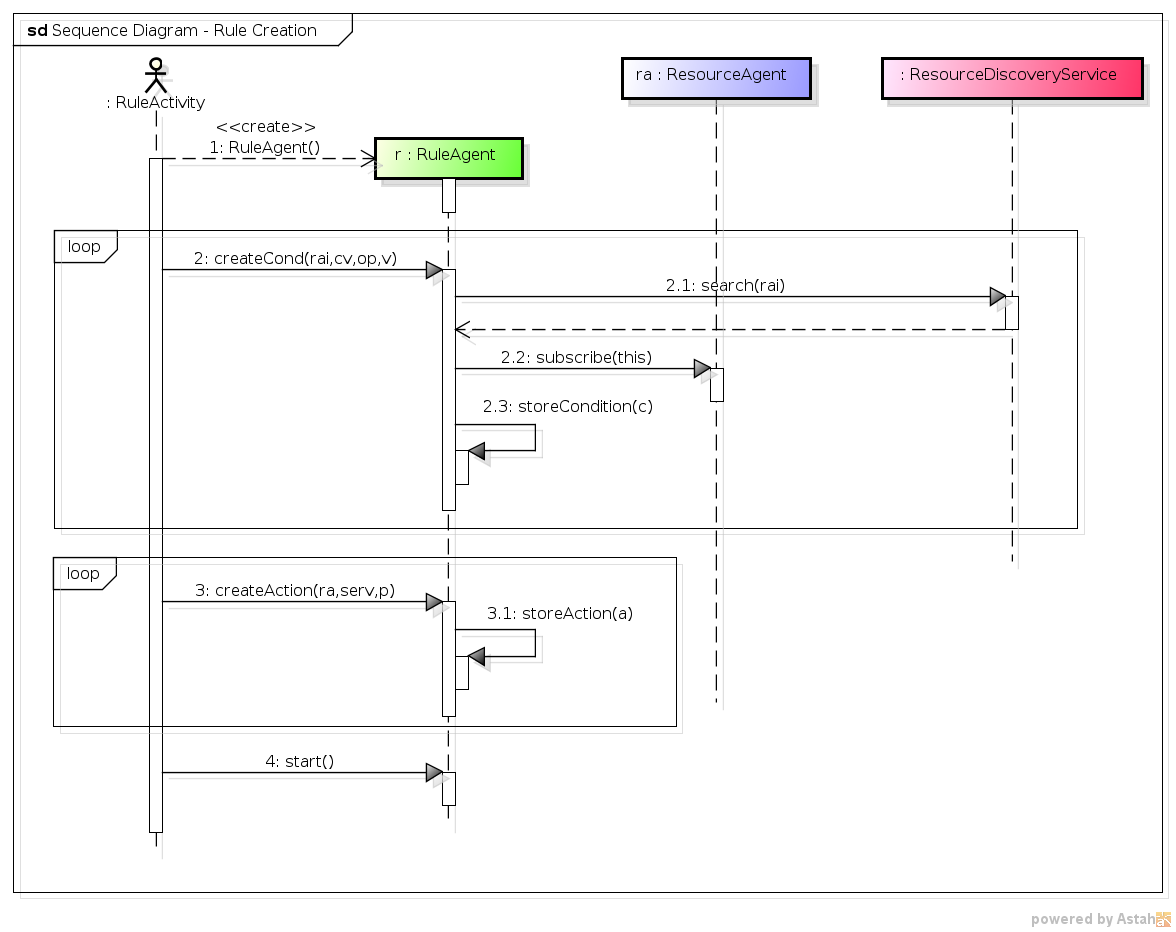 sd Sequence Diagram - Rule Creation
: RuleActivity
ra : ResourceAgent
: ResourceDiscoveryService
<<create>>
1: RuleAgent()
r : RuleAgent
loop
2: createCond(rai,cv,op,v)
2.1: search(rai)
2.2: subscribe(this)
2.3: storeCondition(c)
loop
3: createAction(ra,serv,p)
3.1: storeAction(a)
4: start()
powered by Astah